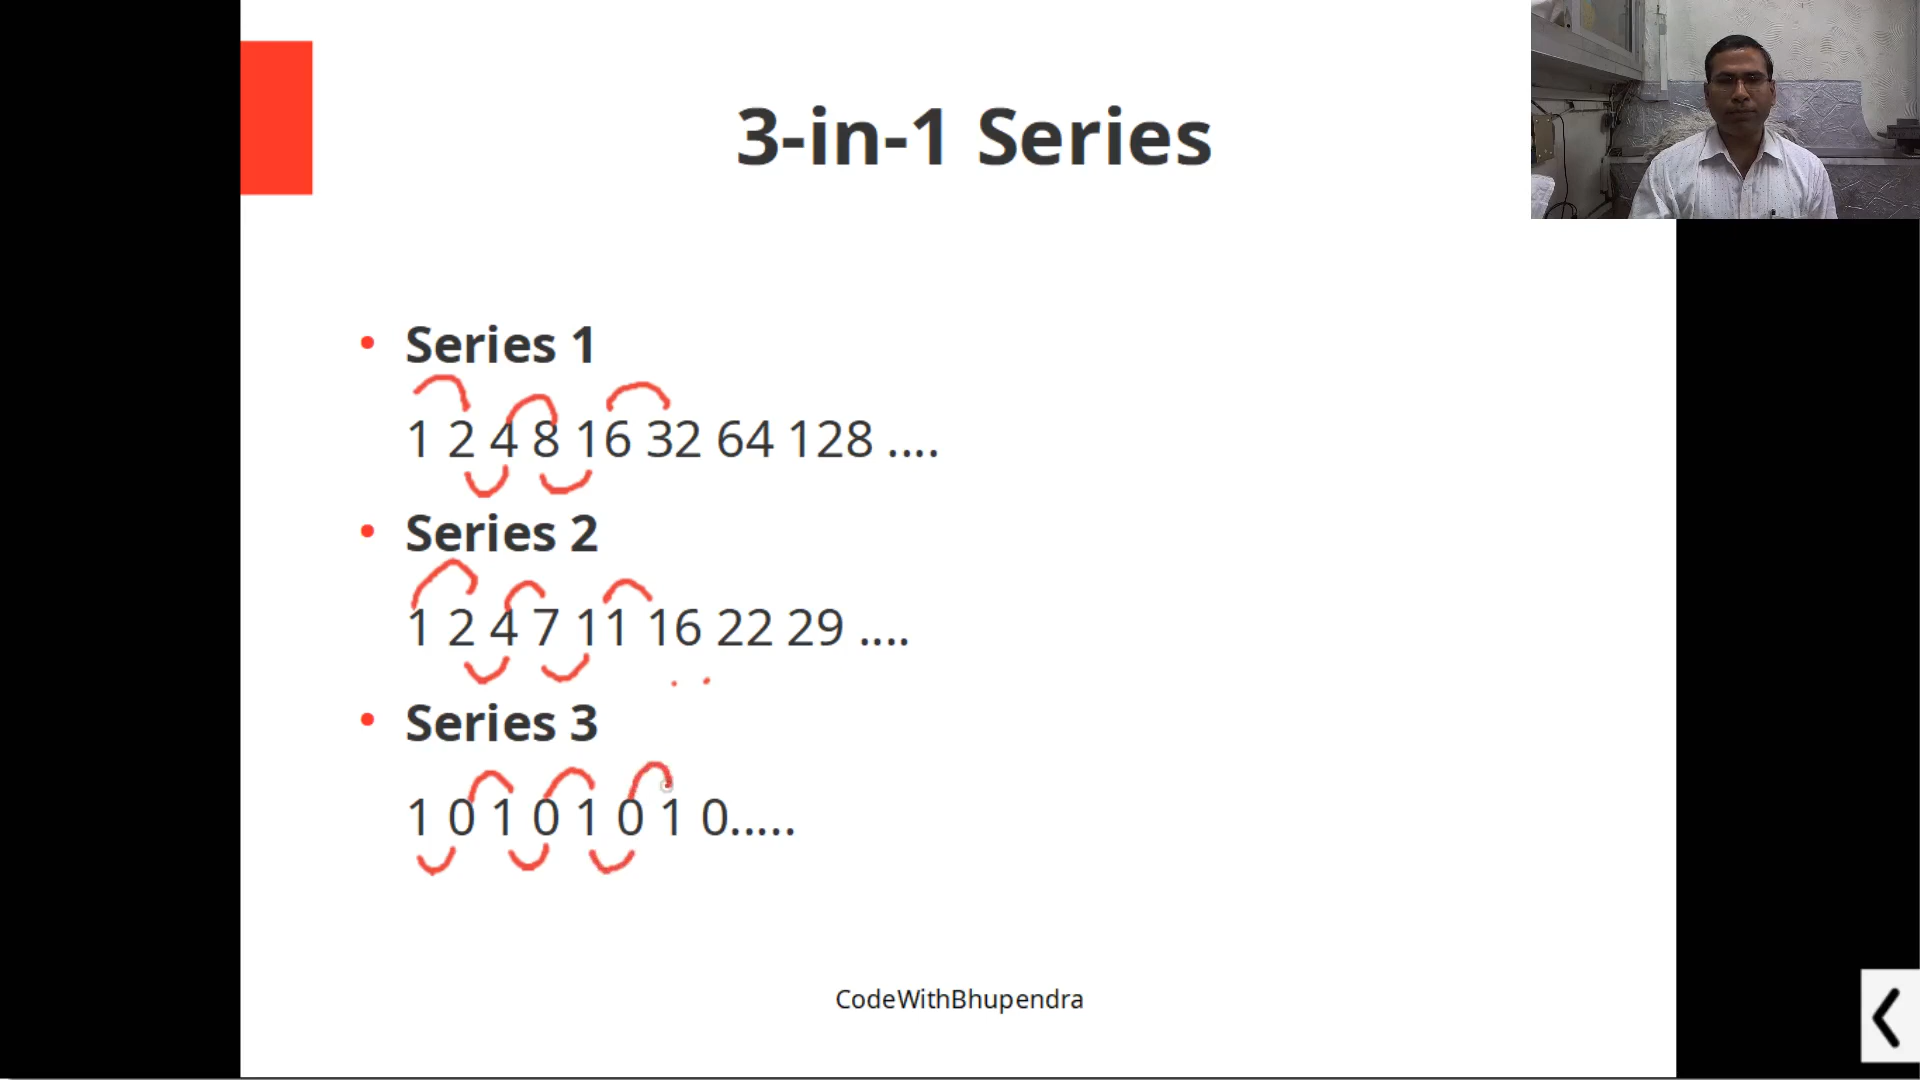 3-in-1 Series
• Series 1
1 2 4 8 16 32 64 128 ....
• Series 2
1 2 4 7 11 16 22 29 ....
• Series 3
1 0 1 0 1 0 1 0.....
CodeWithBhupendra